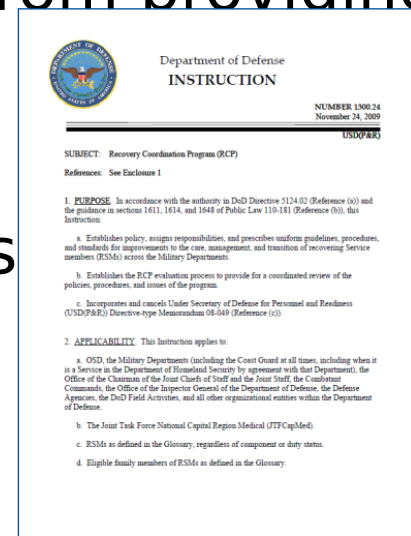 from providing
s
Department of Defense
INSTRUCTION
NUMBER 1300.24
November 24, 2009
USD(P&R)
SUBJECT: Recovery Coordination Program (RCP)
References: See Enclosure 1
1. PURPOSE. In accordance with the authority in DoD Directive 5124.02 (Reference (a)) and
the guidance in sections 1611, 1614, and 1648 of Public Law 110-181 (Reference (b)), this
Instruction:
a. Establishes policy, assigns responsibilities, and prescribes uniform guidelines, procedures,
and standards for improvements to the care, management, and transition of recovering Service
members (RSMs) across the Military Departments.
b. Establishes the RCP evaluation process to provide for a coordinated review of the
policies, procedures, and issues of the program.
c. Incorporates and cancels Under Secretary of Defense for Personnel and Readiness
(USD(P&R)) Directive-type Memorandum 08-049 (Reference (c)).
2. APPLICABILITY. This Instruction applies to:
a. OSD, the Military Departments (including the Coast Guard at all times, including when it
is a Service in the Department of Homeland Security by agreement with that Department), the
Office of the Chairman of the Joint Chiefs of Staff and the Joint Staff, the Combatant
Commands, the Office of the Inspector General of the Department of Defense, the Defense
Agencies, the DoD Field Activities, and all other organizational entities within the Department
of Defense.
b. The Joint Task Force National Capital Region Medical (JTFCapMed).
c. RSMs as defined in the Glossary, regardless of component or duty status.
d. Eligible family members of RSMs as defined in the Glossary.